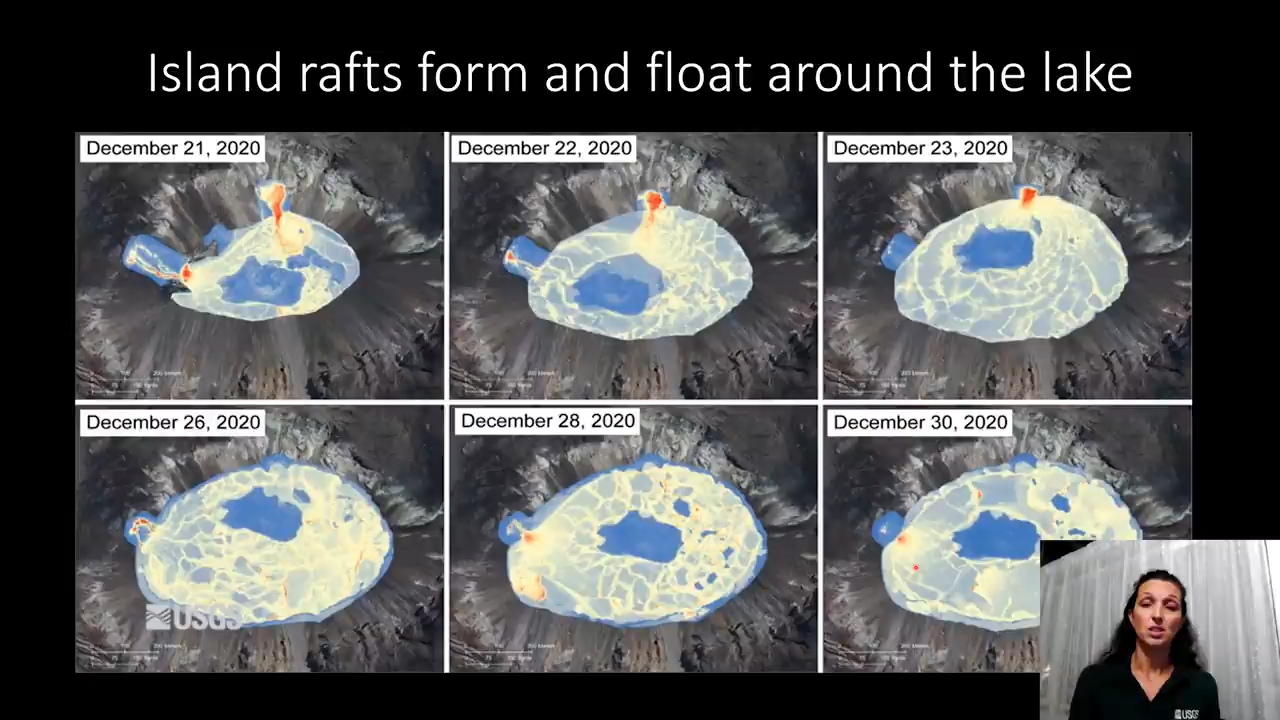 Island rafts form and float around the lake
December 21, 2020
December 22, 2020
December 23, 2020
December 26, 2020
December 28, 2020
December 30, 2020
USGS
USGS